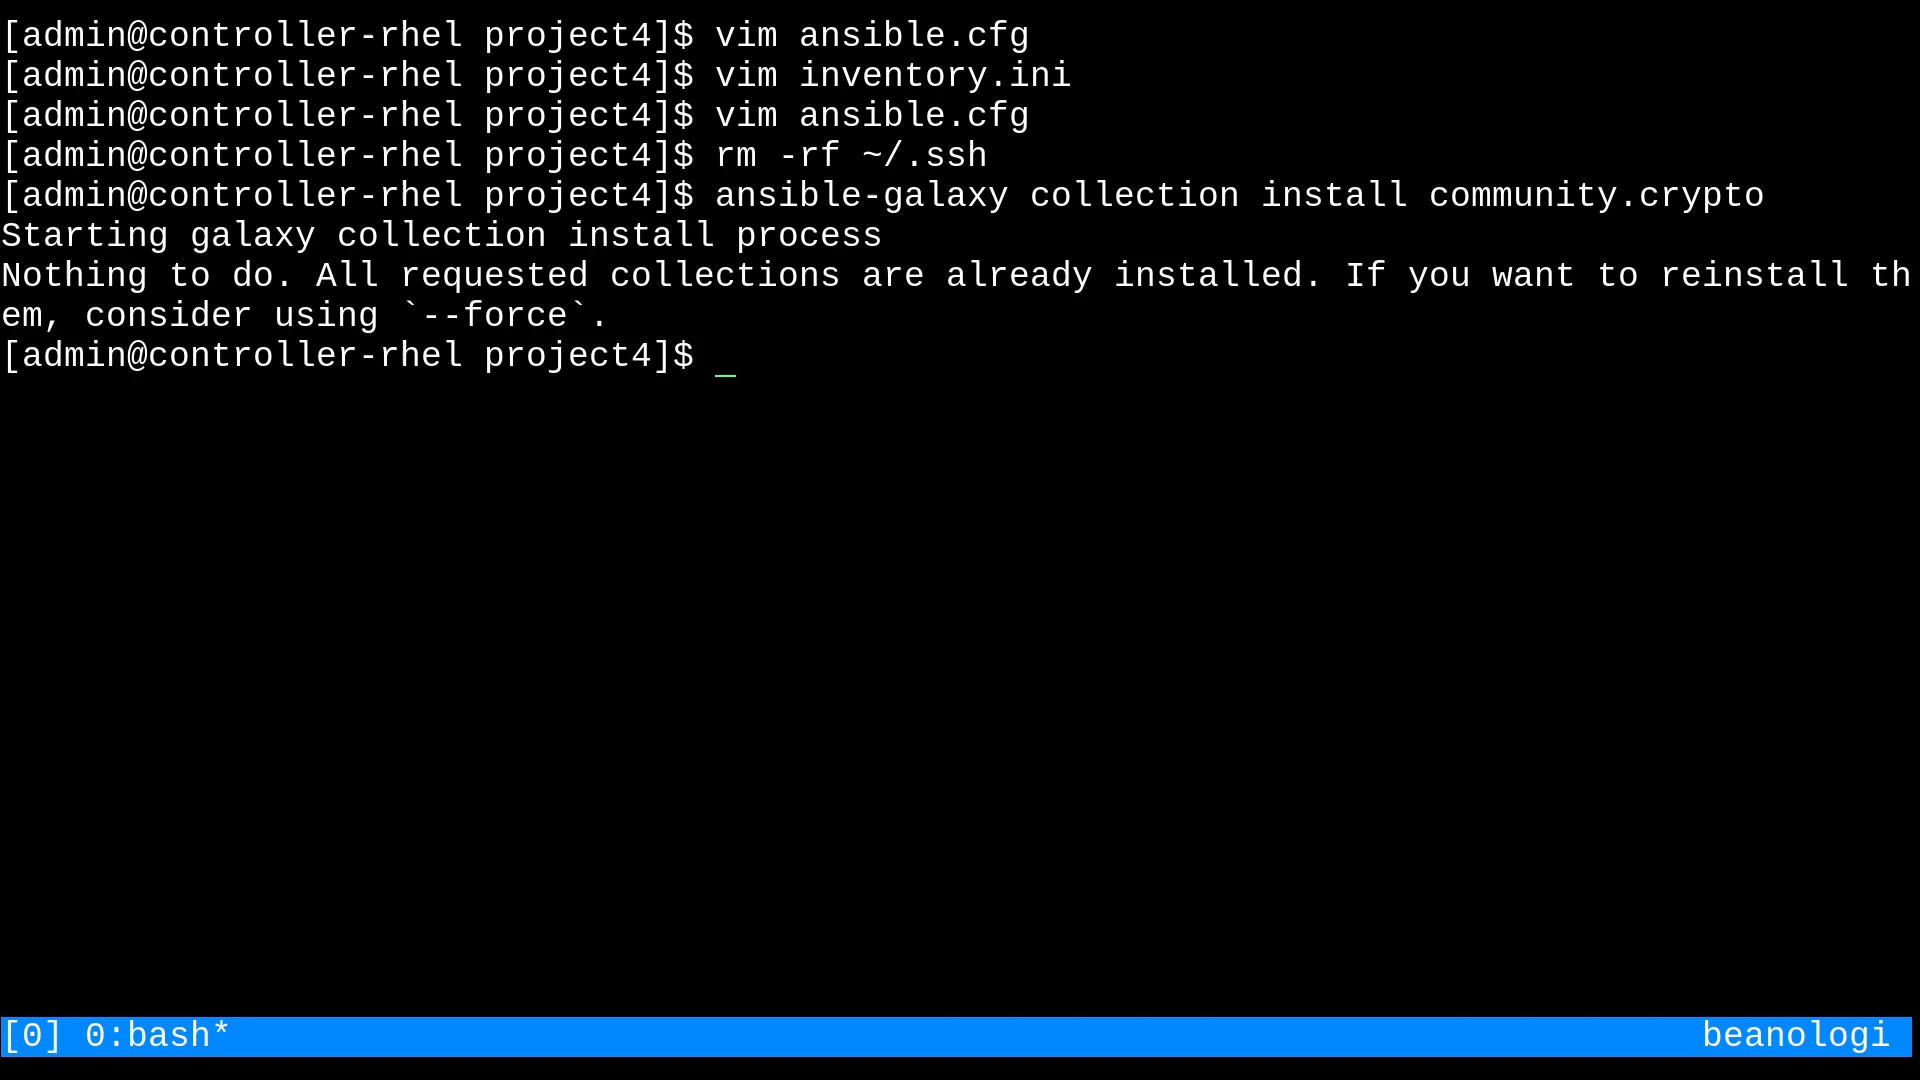 [admin@controller-rhel project4]$ vim ansible.cfg
[admin@controller-rhel project4]$ vim inventory.ini
[admin@controller-rhel project4]$ vim ansible.cfg
[admin@controller-rhel project4]$ rm -rf ~/.ssh
[admin@controller-rhel project4]$ ansible-galaxy collection install community.crypto
Starting galaxy collection install process
Nothing to do. All requested collections are already installed. If you want to reinstall th
em, consider using `--force`.
[admin@controller-rhel project4]$ _
[0] 0:bash* beanologi